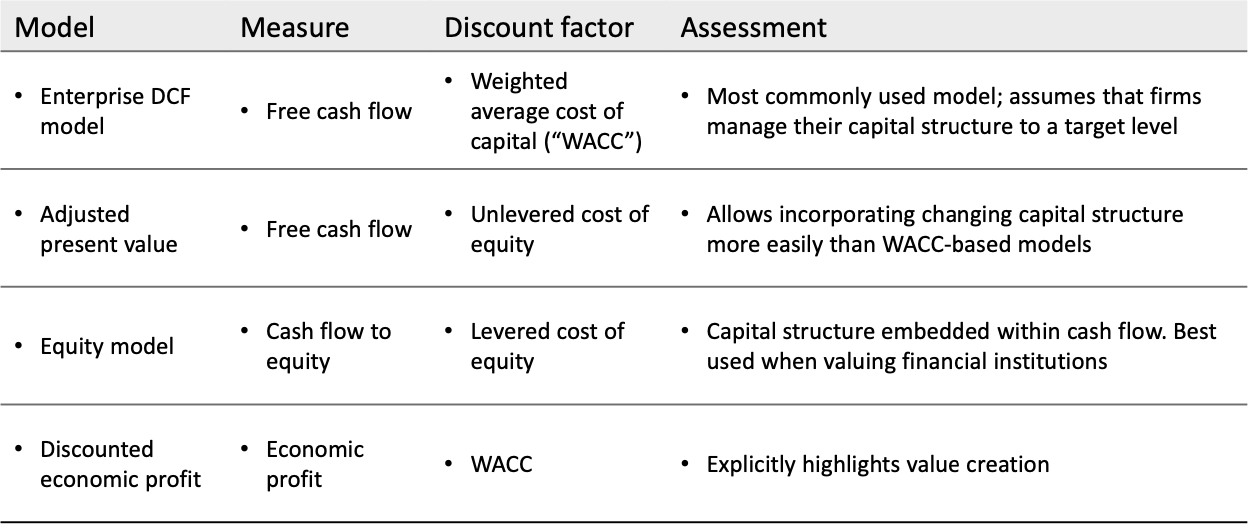 Model Measure Discount factor Assessment
• Enterprise DCF
model
• Free cash flow
• Weighted
average cost of
capital (“WACC”)
• Most commonly used model; assumes that firms
manage their capital structure to a target level
• Adjusted
present value
• Free cash flow
• Unlevered cost of
equity
• Allows incorporating changing capital structure
more easily than WACC-based models
• Equity model
• Cash flow to
equity
• Levered cost of
equity
• Capital structure embedded within cash flow. Best
used when valuing financial institutions
• Discounted
economic profit
• Economic
profit
• WACC
• Explicitly highlights value creation